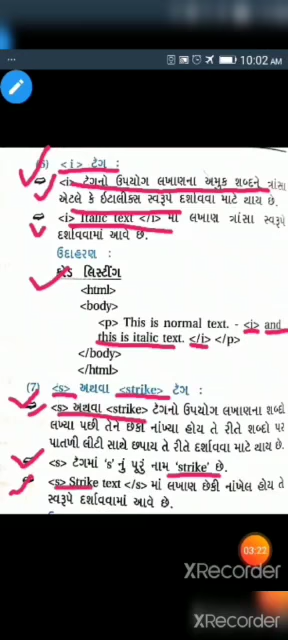 10:02 AM
(6) <i> ટૅગ :
<i> ટૅગનો ઉપયોગ લખાણના અમુક શબ્દને ત્રાંસા
એટલે કે ઇટાલીક્સ સ્વરૂપે દર્શાવવા માટે થાય છે.
<i> Italic text </i> માં લખાણ ત્રાંસા સ્વરૂપે
દર્શાવવામાં આવે છે.
ઉદાહરણ :
કોડ લિસ્ટીંગ
<html>
<body>
<p> This is normal text. - <i> and
this is italic text. </i> </p>
</body>
</html>
(7) <s> અથવા <strike> ટૅગ :
<s> અથવા <strike> ટૅગનો ઉપયોગ લખાણના શબ્દો
લખ્યા પછી તેને છેકી નાંખ્યા હોય તે રીતે શબ્દો પર
પાતળી લીટી સાથે છપાય તે રીતે દર્શાવવા માટે થાય છે.
<s> ટૅગમાં 's' નું પૂરું નામ 'strike' છે.
<s> Strike text </s> માં લખાણ છેકી નાંખેલ હોય તે
સ્વરૂપે દર્શાવવામાં આવે છે.
03:22
XRecorder
XRecorder